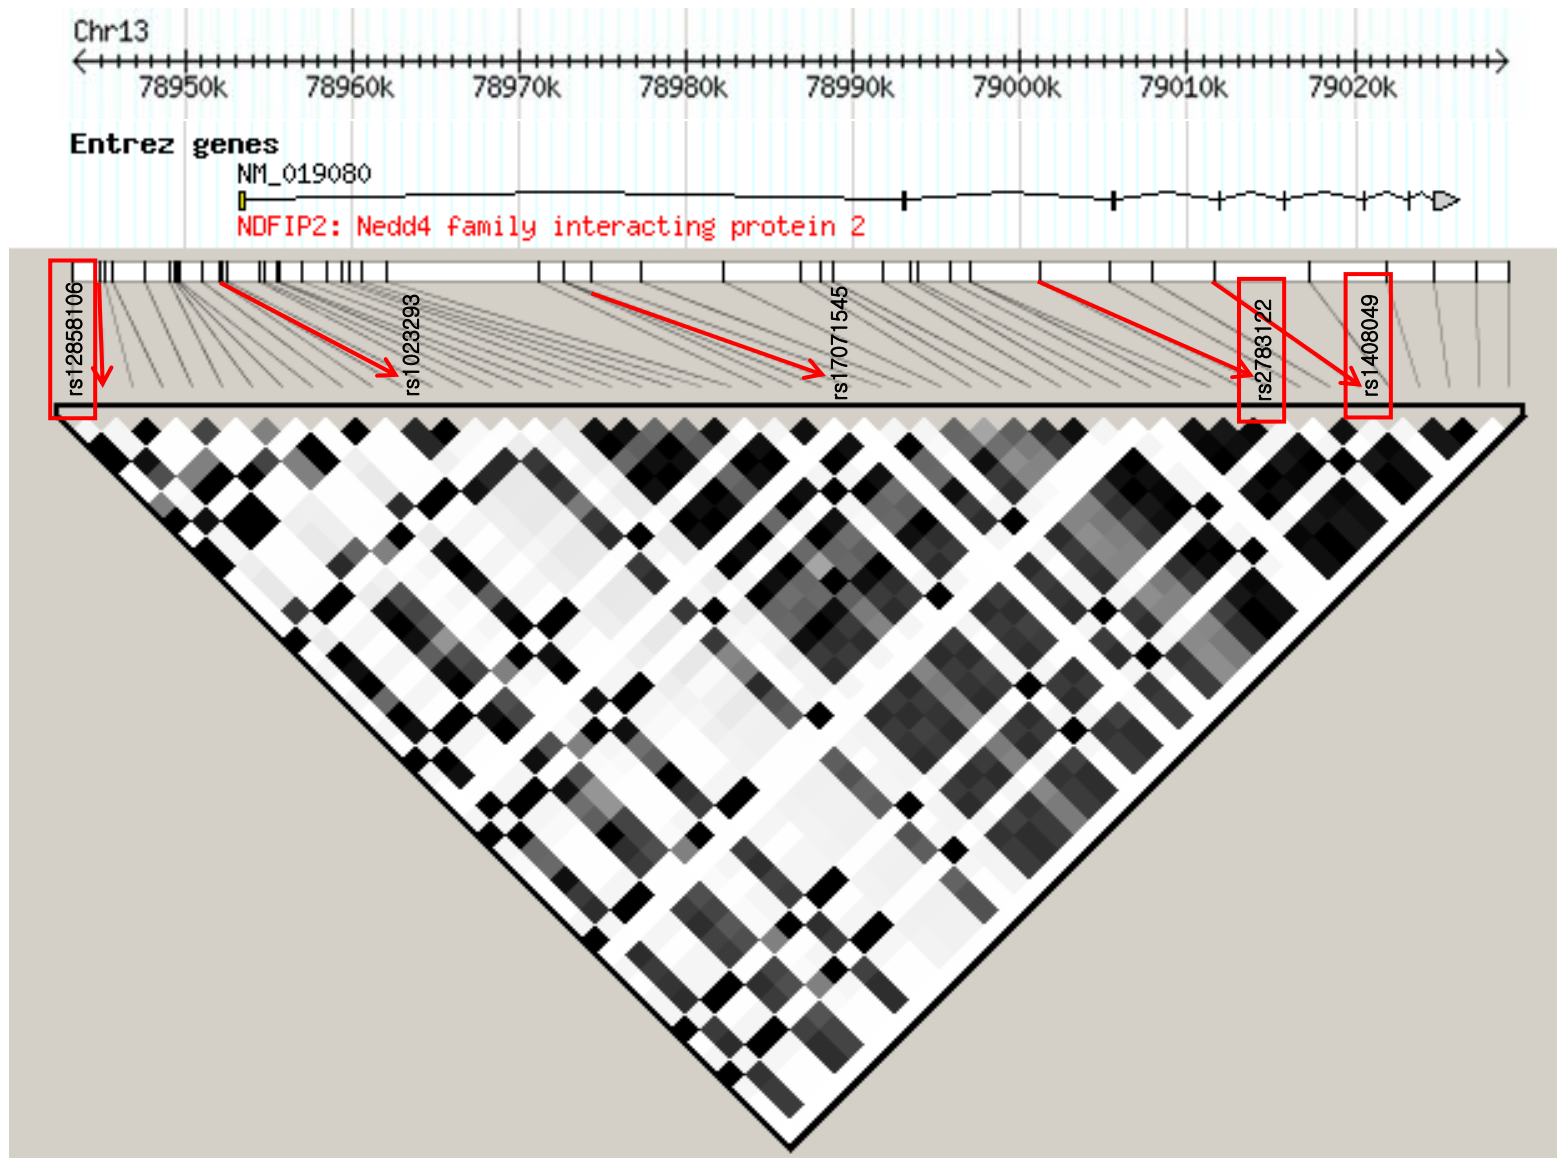 Chr13
78950k 78960k 78970k 78980k 78990k 79000k 79010k 79020k
Entrez genes
NM_019080
NDFIP2: Nedd4 family interacting protein 2
rs12858106
rs1023293
rs17071545
rs2783122
rs1408049